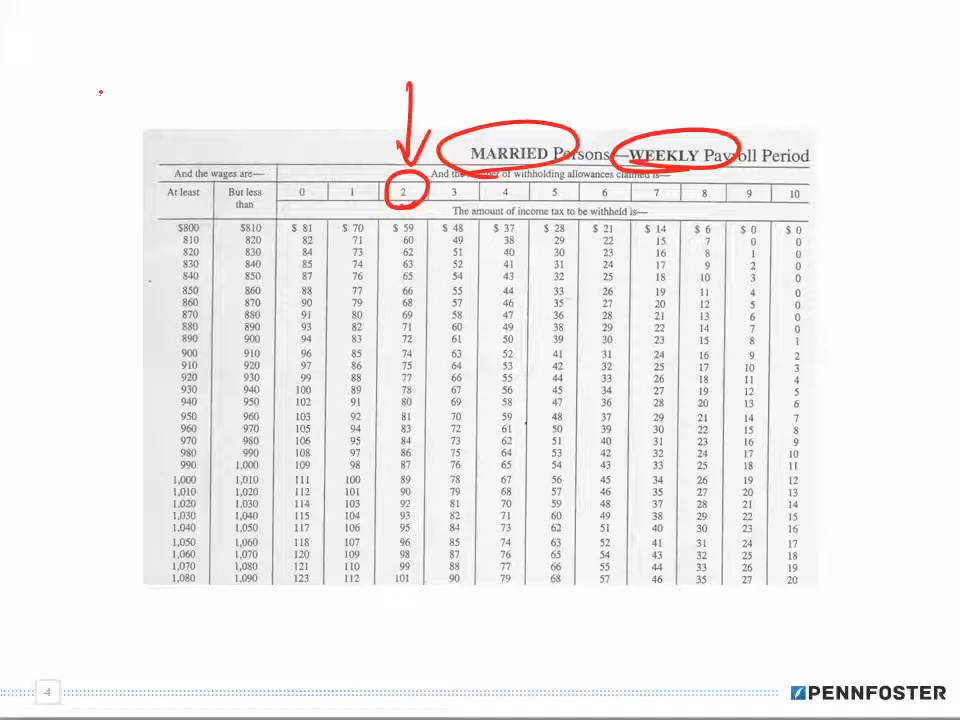 MARRIED Persons—WEEKLY Payroll Period
And the wages are— And the number of withholding allowances claimed is—
At least But less than 0 1 2 3 4 5 6 7 8 9 10
The amount of income tax to be withheld is—
$800 $810 $ 81 $ 70 $ 59 $ 48 $ 37 $ 28 $ 21 $ 14 $ 6 $ 0 $ 0
810 820 82 71 60 49 38 29 22 15 7 0 0
820 830 84 73 62 51 40 30 23 16 8 1 0
830 840 85 74 63 52 41 31 24 17 9 2 0
840 850 87 76 65 54 43 32 25 18 10 3 0
850 860 88 77 66 55 44 33 26 19 11 4 0
860 870 90 79 68 57 46 35 27 20 12 5 0
870 880 91 80 69 58 47 36 28 21 13 6 0
880 890 93 82 71 60 49 38 29 22 14 7 0
890 900 94 83 72 61 50 39 30 23 15 8 1
900 910 96 85 74 63 52 41 31 24 16 9 2
910 920 97 86 75 64 53 42 32 25 17 10 3
920 930 99 88 77 66 55 44 33 26 18 11 4
930 940 100 89 78 67 56 45 34 27 19 12 5
940 950 102 91 80 69 58 47 36 28 20 13 6
950 960 103 92 81 70 59 48 37 29 21 14 7
960 970 105 94 83 72 61 50 39 30 22 15 8
970 980 106 95 84 73 62 51 40 31 23 16 9
980 990 108 97 86 75 64 53 42 32 24 17 10
990 1,000 109 98 87 76 65 54 43 33 25 18 11
1,000 1,010 111 100 89 78 67 56 45 34 26 19 12
1,010 1,020 112 101 90 79 68 57 46 35 27 20 13
1,020 1,030 114 103 92 81 70 59 48 37 28 21 14
1,030 1,040 115 104 93 82 71 60 49 38 29 22 15
1,040 1,050 117 106 95 84 73 62 51 40 30 23 16
1,050 1,060 118 107 96 85 74 63 52 41 31 24 17
1,060 1,070 120 109 98 87 76 65 54 43 32 25 18
1,070 1,080 121 110 99 88 77 66 55 44 33 26 19
1,080 1,090 123 112 101 90 79 68 57 46 35 27 20
4
PENNFOSTER